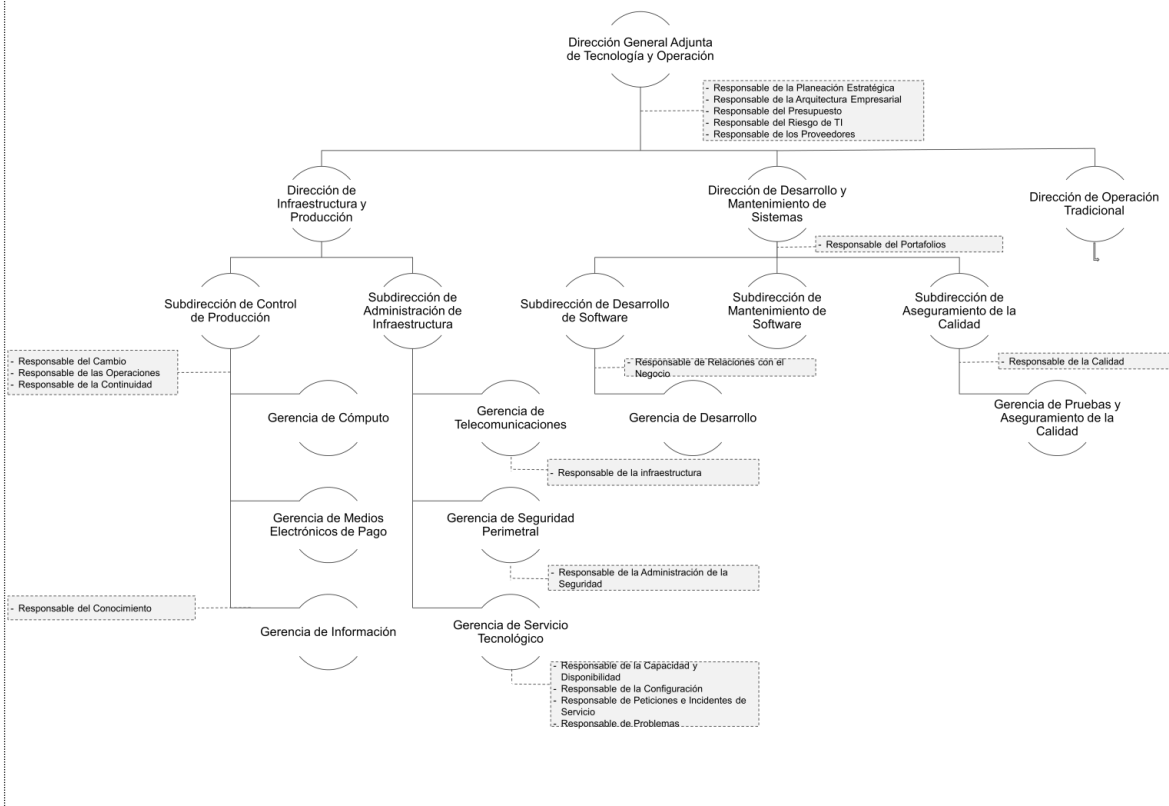 Dirección General Adjunta
de Tecnología y Operación
- Responsable de la Planeación Estratégica
- Responsable de la Arquitectura Empresarial
- Responsable del Presupuesto
- Responsable del Riesgo de TI
- Responsable de los Proveedores
Dirección de
Infraestructura y
Producción
Dirección de Desarrollo y
Mantenimiento de
Sistemas
Dirección de Operación
Tradicional
- Responsable del Portafolios
Subdirección de Control
de Producción
Subdirección de
Administración de
Infraestructura
Subdirección de Desarrollo
de Software
Subdirección de
Mantenimiento de
Software
Subdirección de
Aseguramiento de la
Calidad
- Responsable del Cambio
- Responsable de las Operaciones
- Responsable de la Continuidad
- Responsable de Relaciones con el
Negocio
- Responsable de la Calidad
Gerencia de Cómputo
Gerencia de
Telecomunicaciones
Gerencia de Desarrollo
Gerencia de Pruebas y
Aseguramiento de la
Calidad
- Responsable de la infraestructura
Gerencia de Medios
Electrónicos de Pago
Gerencia de Seguridad
Perimetral
- Responsable de la Administración de la
Seguridad
- Responsable del Conocimiento
Gerencia de Información
Gerencia de Servicio
Tecnológico
- Responsable de la Capacidad y
Disponibilidad
- Responsable de la Configuración
- Responsable de Peticiones e Incidentes de
Servicio
- Responsable de Problemas